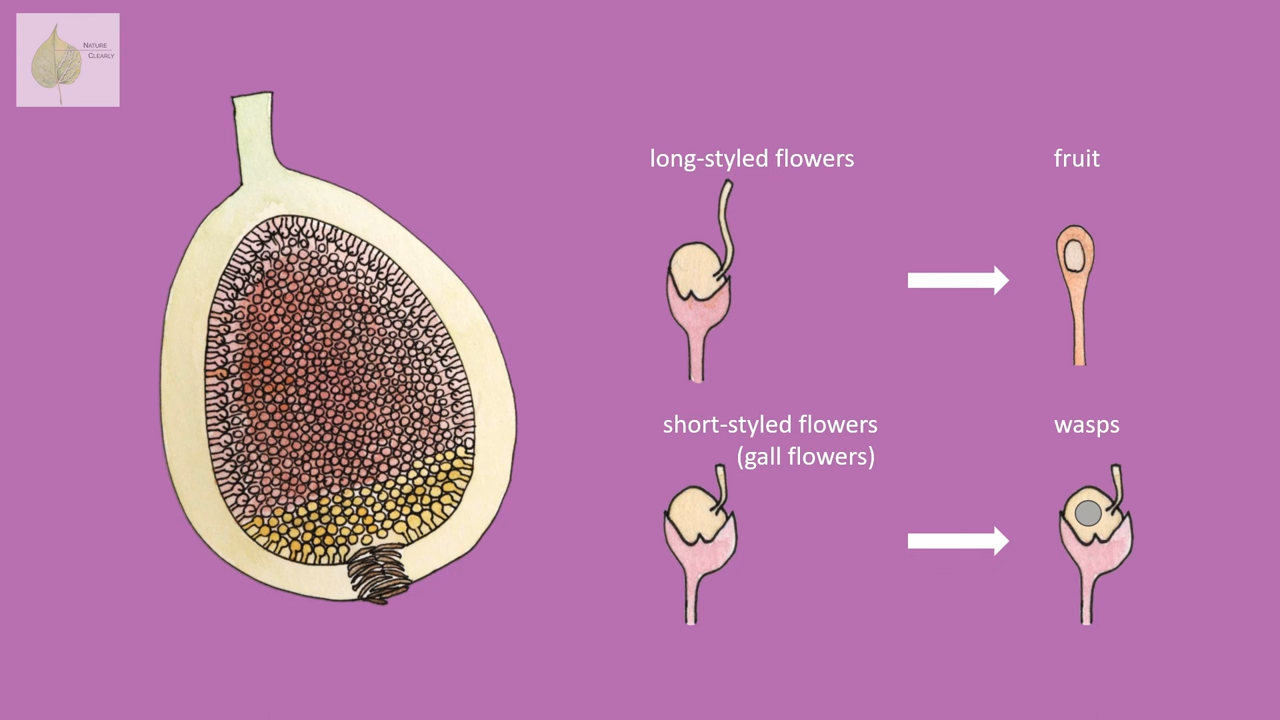 NATURE
CLEARLY
long-styled flowers
fruit
short-styled flowers
(gall flowers)
wasps